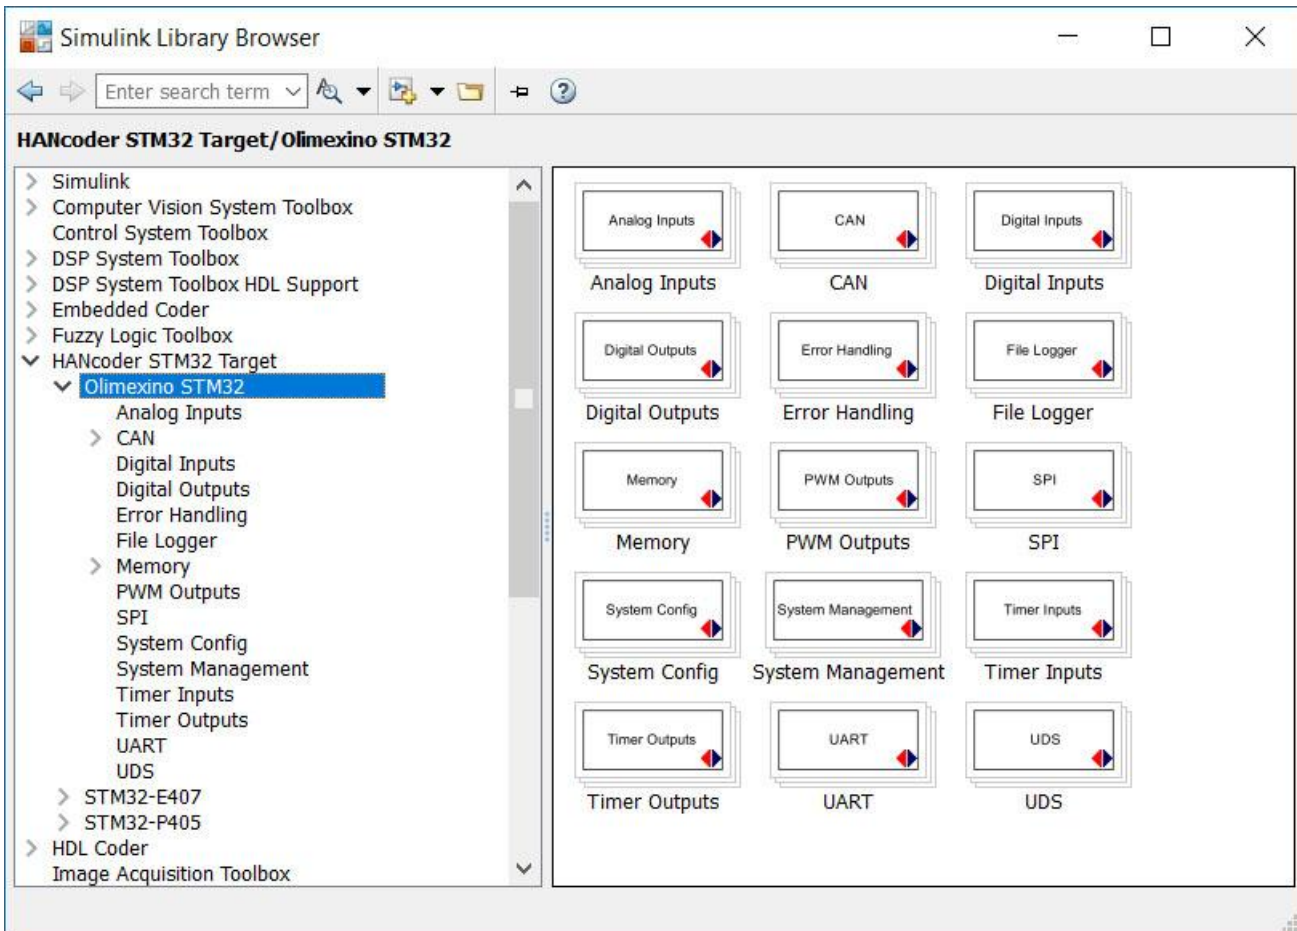 Simulink Library Browser
Enter search term
HANcoder STM32 Target/Olimexino STM32
Simulink
Computer Vision System Toolbox
Control System Toolbox
DSP System Toolbox
DSP System Toolbox HDL Support
Embedded Coder
Fuzzy Logic Toolbox
HANcoder STM32 Target
Olimexino STM32
Analog Inputs
CAN
Digital Inputs
Digital Outputs
Error Handling
File Logger
Memory
PWM Outputs
SPI
System Config
System Management
Timer Inputs
Timer Outputs
UART
UDS
STM32-E407
STM32-P405
HDL Coder
Image Acquisition Toolbox
Analog Inputs CAN Digital Inputs
Analog Inputs CAN Digital Inputs
Digital Outputs Error Handling File Logger
Digital Outputs Error Handling File Logger
Memory PWM Outputs SPI
Memory PWM Outputs SPI
System Config System Management Timer Inputs
System Config System Management Timer Inputs
Timer Outputs UART UDS
Timer Outputs UART UDS